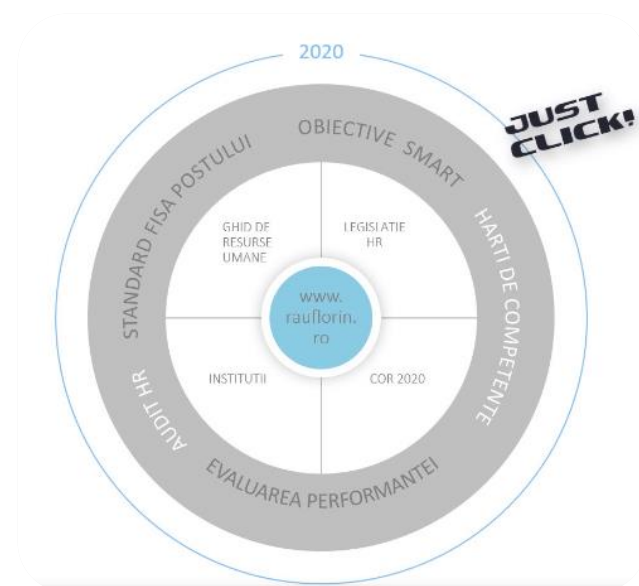 2020
JUST
CLICK!
OBIECTIVE SMART
STANDARD FISA POSTULUI
HARTI DE COMPETENTE
AUDIT HR
EVALUAREA PERFORMANTEI
GHID DE
RESURSE
UMANE
LEGISLATIE
HR
www.
rauflorin.
ro
INSTITUTII
COR 2020